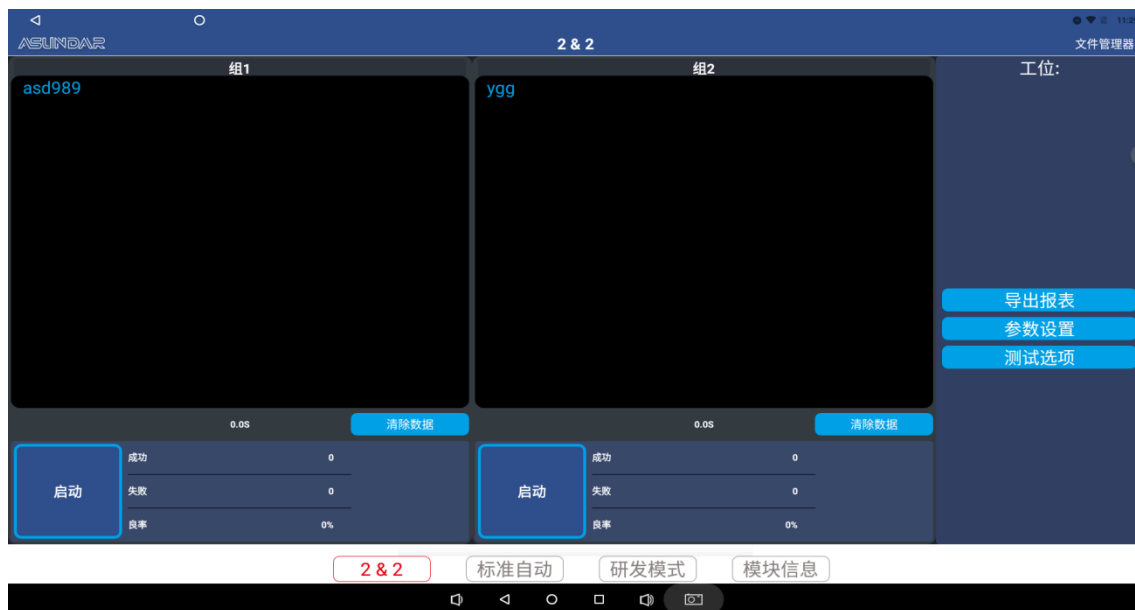 ASUNDAR
2 & 2
文件管理器
组1
组2
工位:
asd989
ygg
导出报表
参数设置
测试选项
0.0S
清除数据
0.0S
清除数据
启动
成功 0
失败 0
良率 0%
启动
成功 0
失败 0
良率 0%
2 & 2
标准自动
研发模式
模块信息